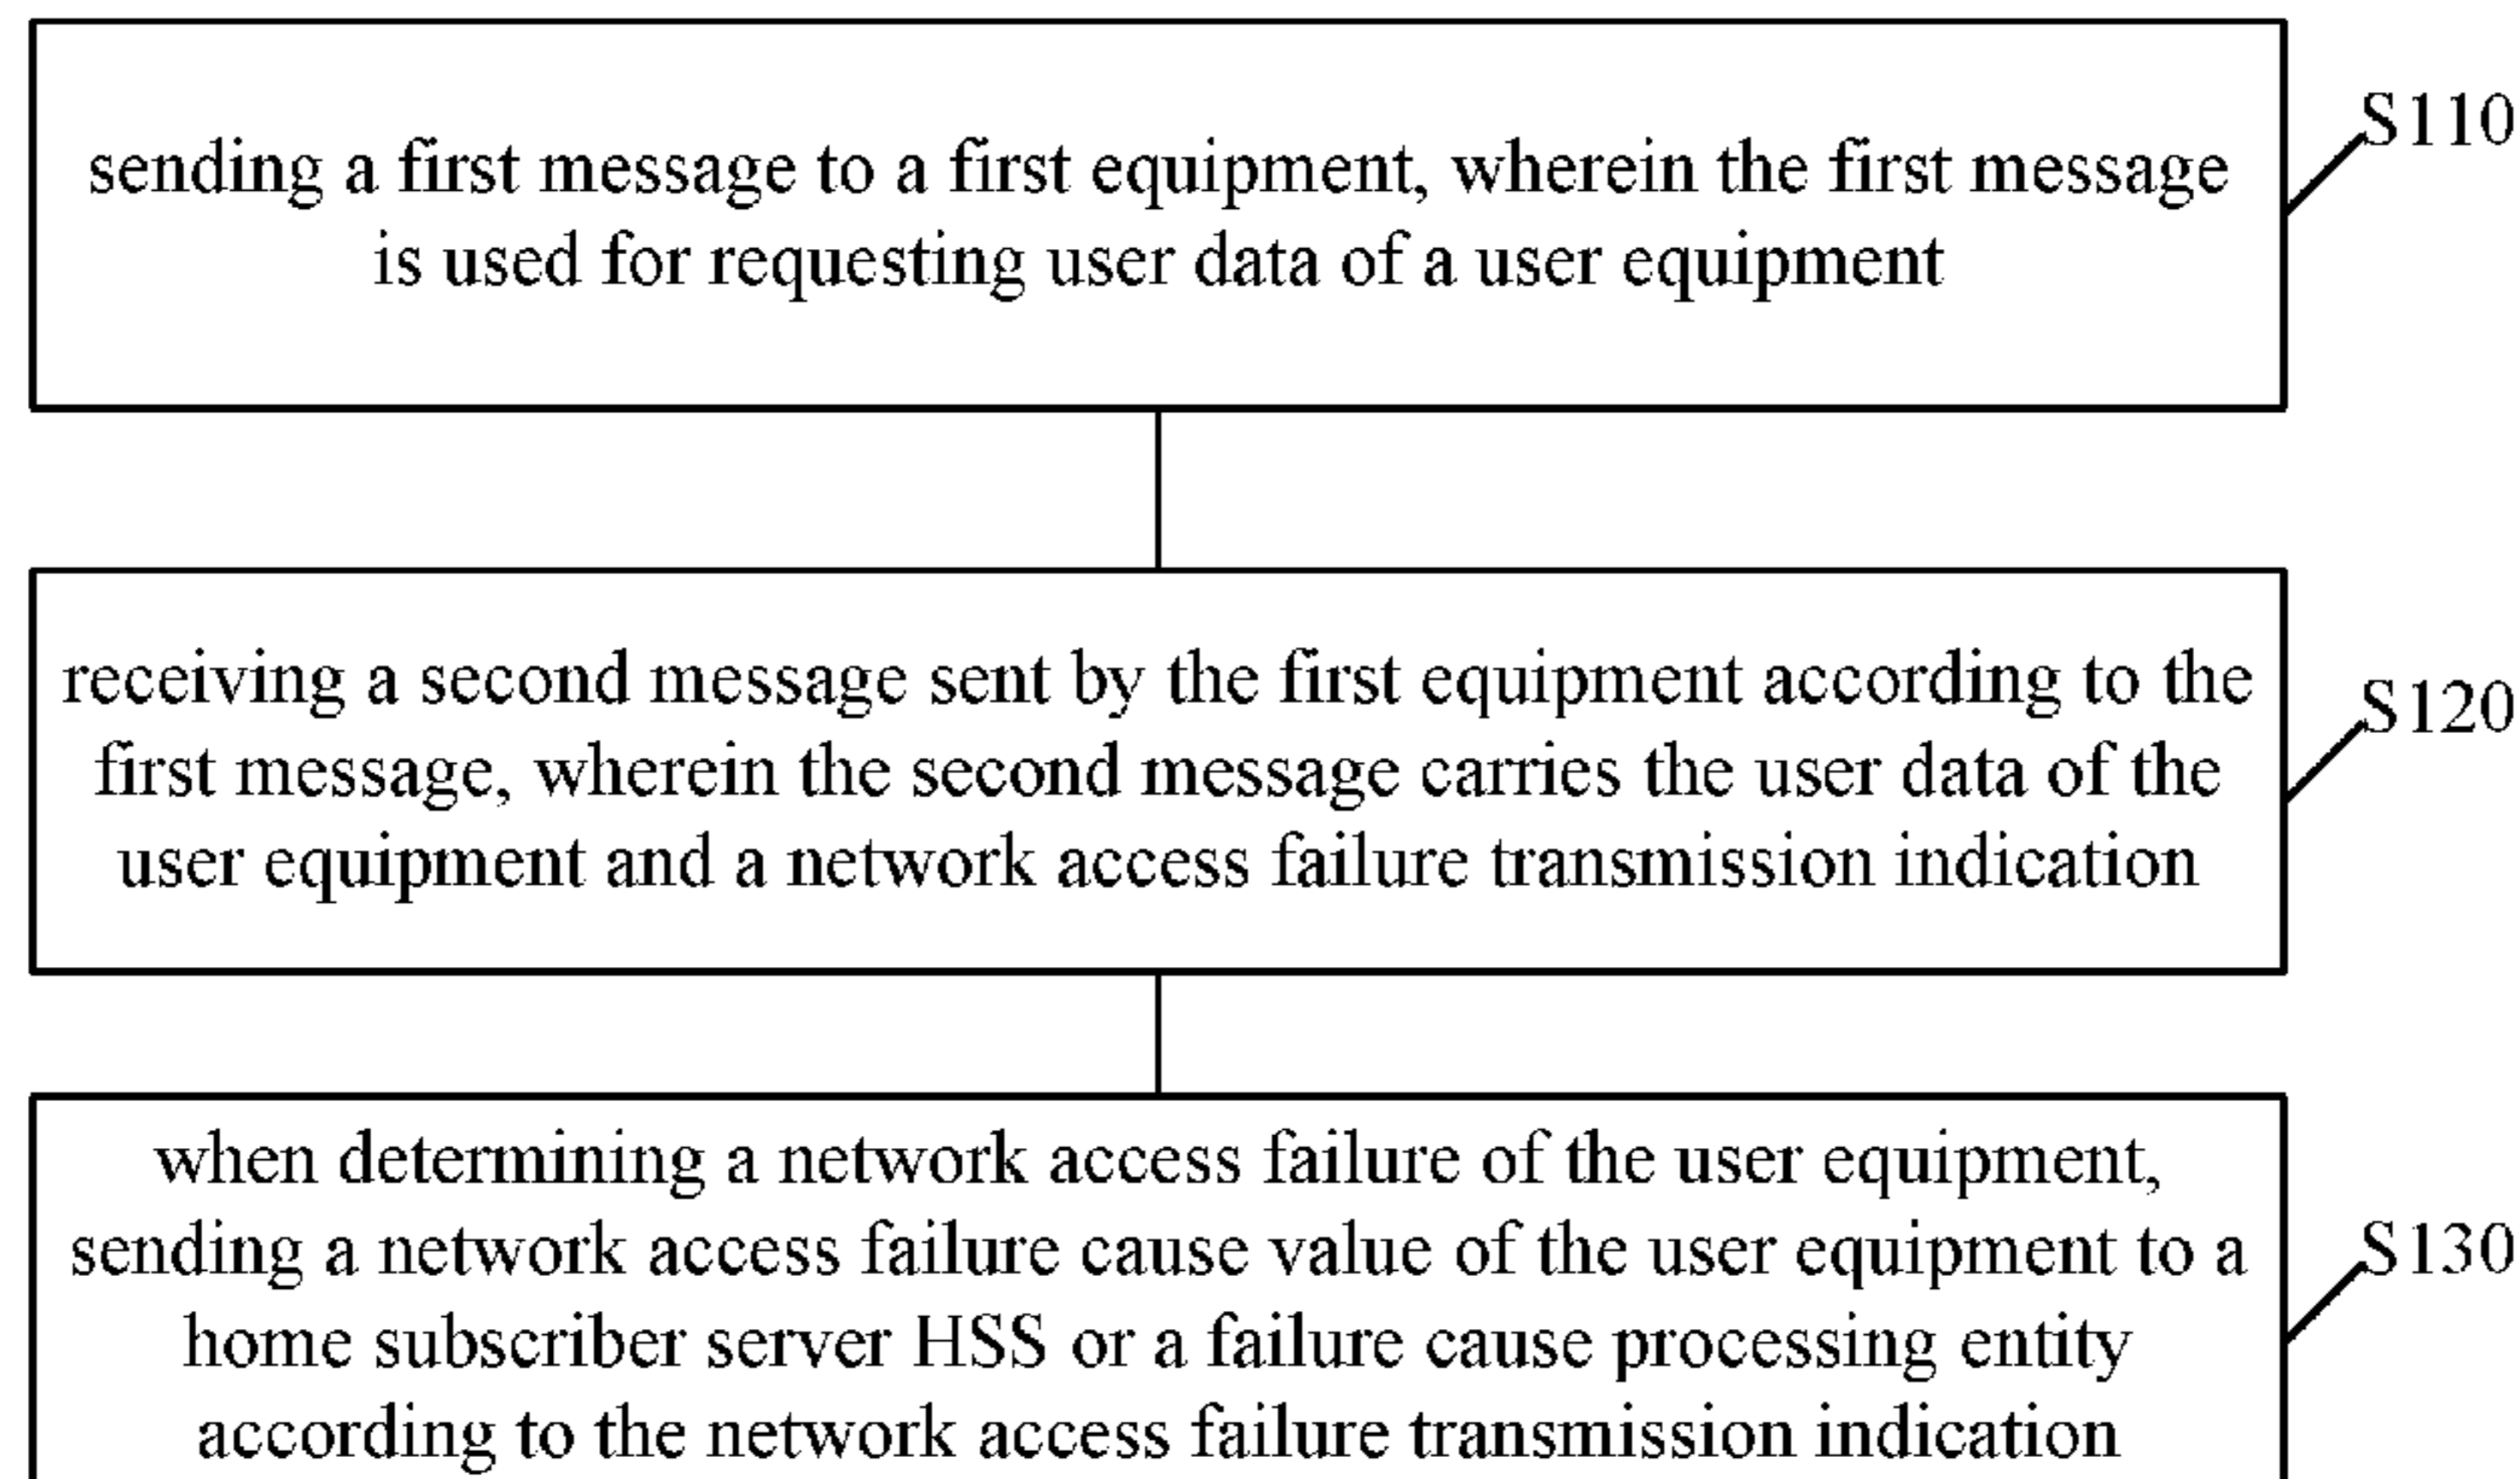 sending a first message to a first equipment, wherein the first message
is used for requesting user data of a user equipment
S110
receiving a second message sent by the first equipment according to the
first message, wherein the second message carries the user data of the
user equipment and a network access failure transmission indication
S120
when determining a network access failure of the user equipment,
sending a network access failure cause value of the user equipment to a
home subscriber server HSS or a failure cause processing entity
according to the network access failure transmission indication
S130